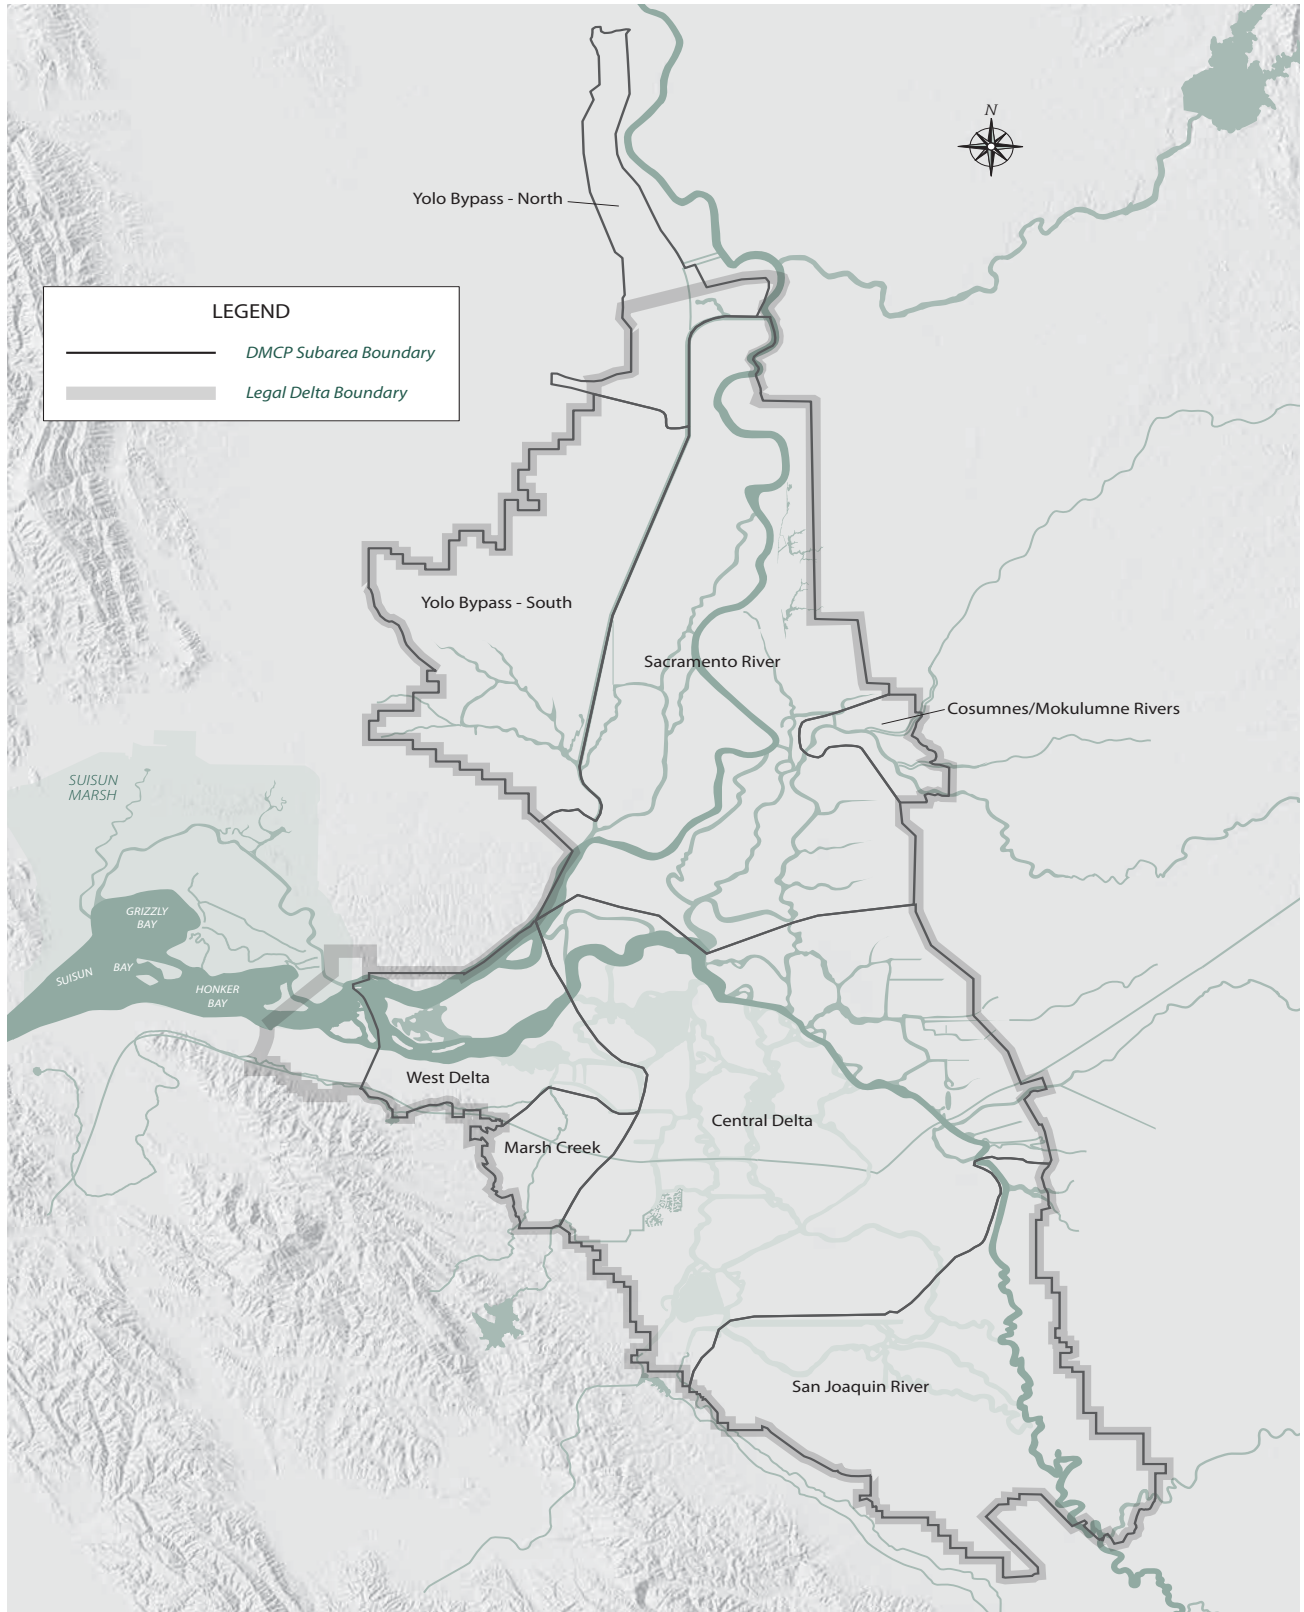 N
Yolo Bypass - North
LEGEND
DMCP Subarea Boundary
Legal Delta Boundary
Yolo Bypass - South
Sacramento River
Cosumnes/Mokulumne Rivers
SUISUN
MARSH
GRIZZLY
BAY
SUISUN BAY
HONKER
BAY
West Delta
Central Delta
Marsh Creek
San Joaquin River